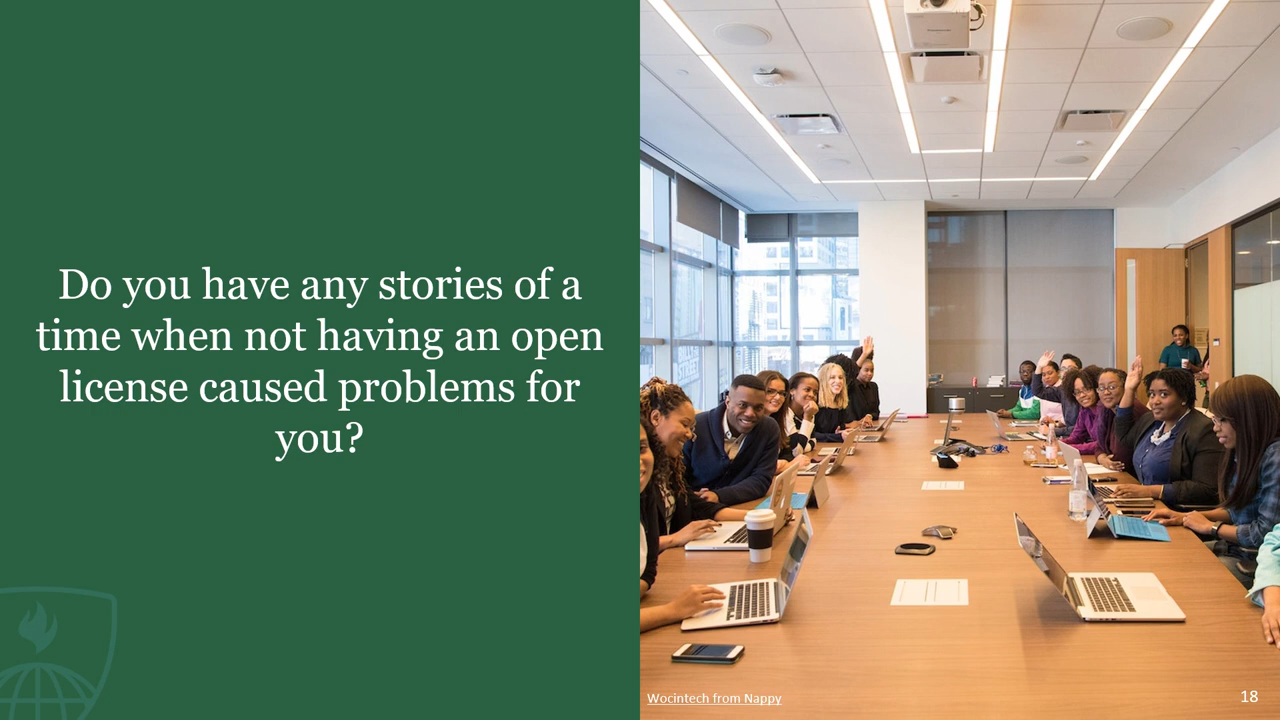 Do you have any stories of a
time when not having an open
license caused problems for
you?
Wocintech from Nappy
18